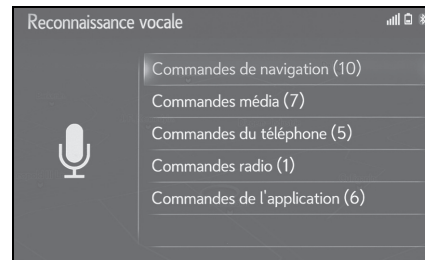 Reconnaissance vocale
Commandes de navigation (10)
Commandes média (7)
Commandes du téléphone (5)
Commandes radio (1)
Commandes de l'application (6)